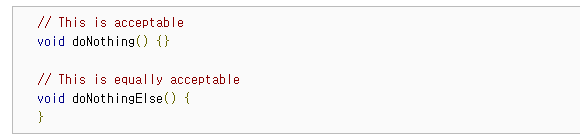 // This is acceptable
void doNothing() {}
// This is equally acceptable
void doNothingElse() {
}